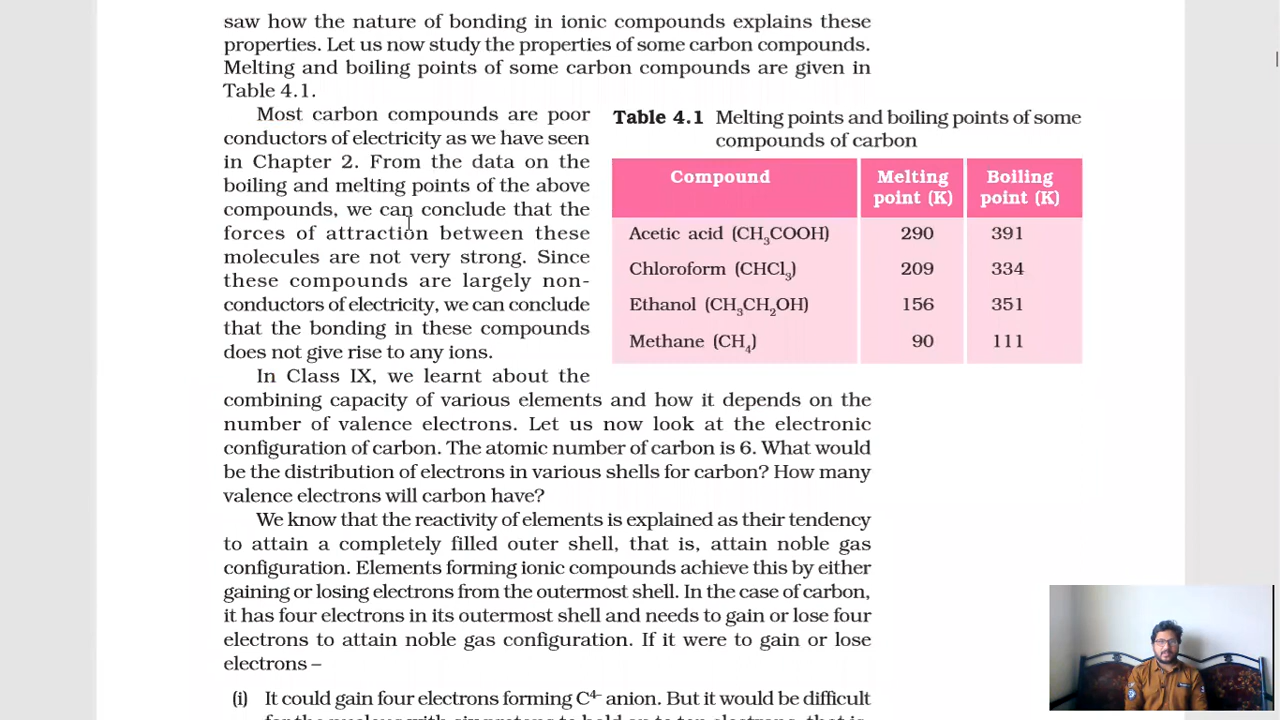 saw how the nature of bonding in ionic compounds explains these
properties. Let us now study the properties of some carbon compounds.
Melting and boiling points of some carbon compounds are given in
Table 4.1.
Most carbon compounds are poor
conductors of electricity as we have seen
in Chapter 2. From the data on the
boiling and melting points of the above
compounds, we can conclude that the
forces of attraction between these
molecules are not very strong. Since
these compounds are largely non-
conductors of electricity, we can conclude
that the bonding in these compounds
does not give rise to any ions.
Table 4.1 Melting points and boiling points of some
compounds of carbon
Compound Melting point (K) Boiling point (K)
Acetic acid (CH₃COOH) 290 391
Chloroform (CHCl₃) 209 334
Ethanol (CH₃CH₂OH) 156 351
Methane (CH₄) 90 111
In Class IX, we learnt about the
combining capacity of various elements and how it depends on the
number of valence electrons. Let us now look at the electronic
configuration of carbon. The atomic number of carbon is 6. What would
be the distribution of electrons in various shells for carbon? How many
valence electrons will carbon have?
We know that the reactivity of elements is explained as their tendency
to attain a completely filled outer shell, that is, attain noble gas
configuration. Elements forming ionic compounds achieve this by either
gaining or losing electrons from the outermost shell. In the case of carbon,
it has four electrons in its outermost shell and needs to gain or lose four
electrons to attain noble gas configuration. If it were to gain or lose
electrons –
(i) It could gain four electrons forming C⁴⁻ anion. But it would be difficult
for the nucleus with six protons to hold on to ten electrons, that is,